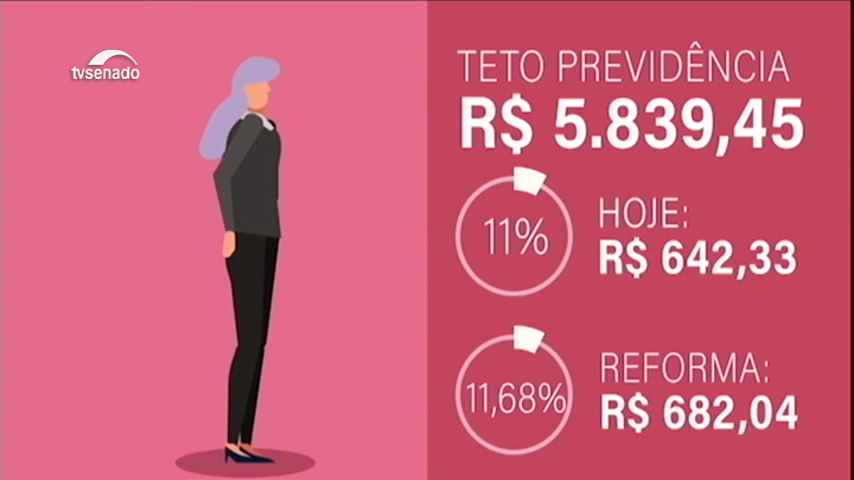 tvsenado
TETO PREVIDÊNCIA
R$ 5.839,45
11%
HOJE:
R$ 642,33
11,68%
REFORMA:
R$ 682,04